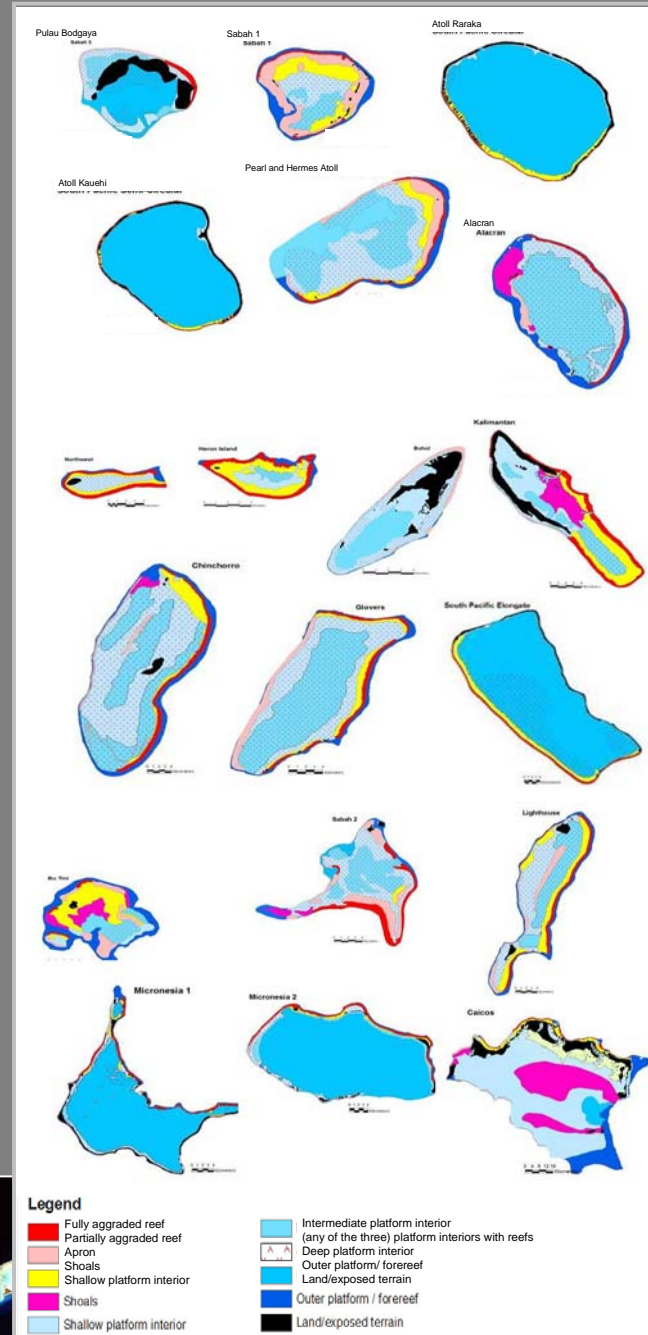 Pulau Bodgaya
Sabah 1
Sabah 1
Atoll Raraka
Atoll Kauehi
Pearl and Hermes Atoll
Alacran
Alacran
Northwest
Heron Island
Bohol
Kalimantan
Chinchorro
Glovers
South Pacific Elongate
Sabah 2
Lighthouse
Micronesia 1
Micronesia 2
Caicos
Legend
Fully aggraded reef
Partially aggraded reef
Apron
Shoals
Shallow platform interior
Shoals
Shallow platform interior
Intermediate platform interior
(any of the three) platform interiors with reefs
Deep platform interior
Outer platform/ forereef
Land/exposed terrain
Outer platform / forereef
Land/exposed terrain